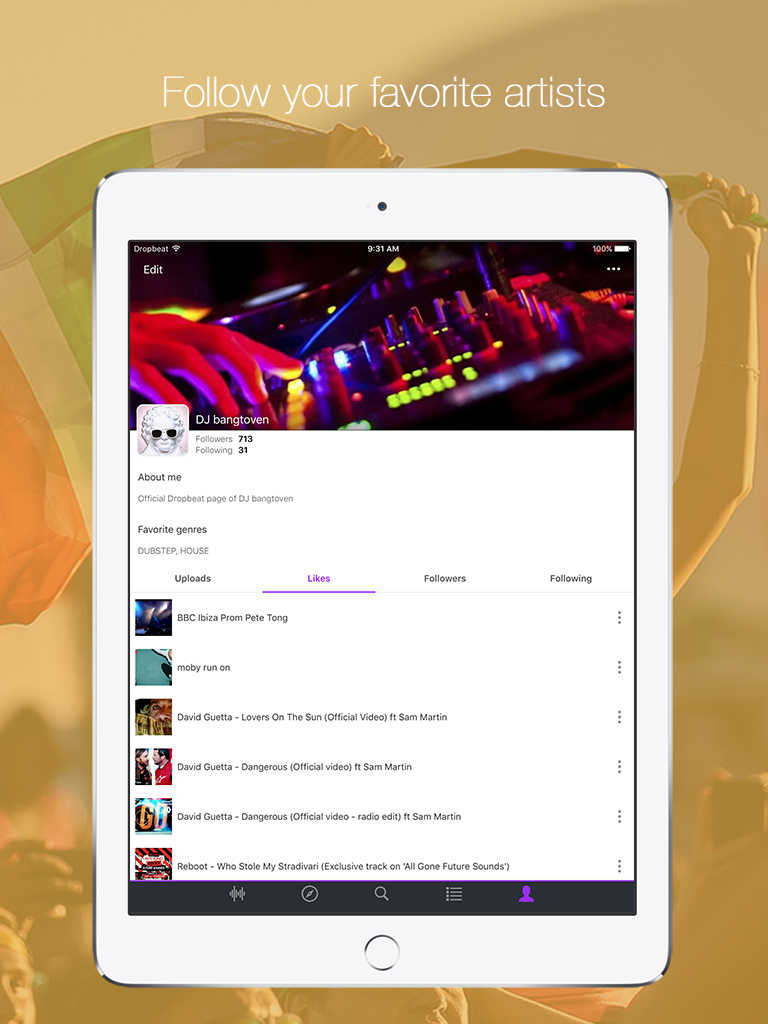 Follow your favorite artists
Dropbeat 9:31 AM 100%
Edit
DJ bangtoven
Followers 713
Following 31
About me
Official Dropbeat page of DJ bangtoven
Favorite genres
DUBSTEP, HOUSE
Uploads Likes Followers Following
BBC Ibiza Prom Pete Tong
moby run on
David Guetta - Lovers On The Sun (Official Video) ft Sam Martin
David Guetta - Dangerous (Official video) ft Sam Martin
David Guetta - Dangerous (Official video - radio edit) ft Sam Martin
Reboot - Who Stole My Stradivari (Exclusive track on 'All Gone Future Sounds')